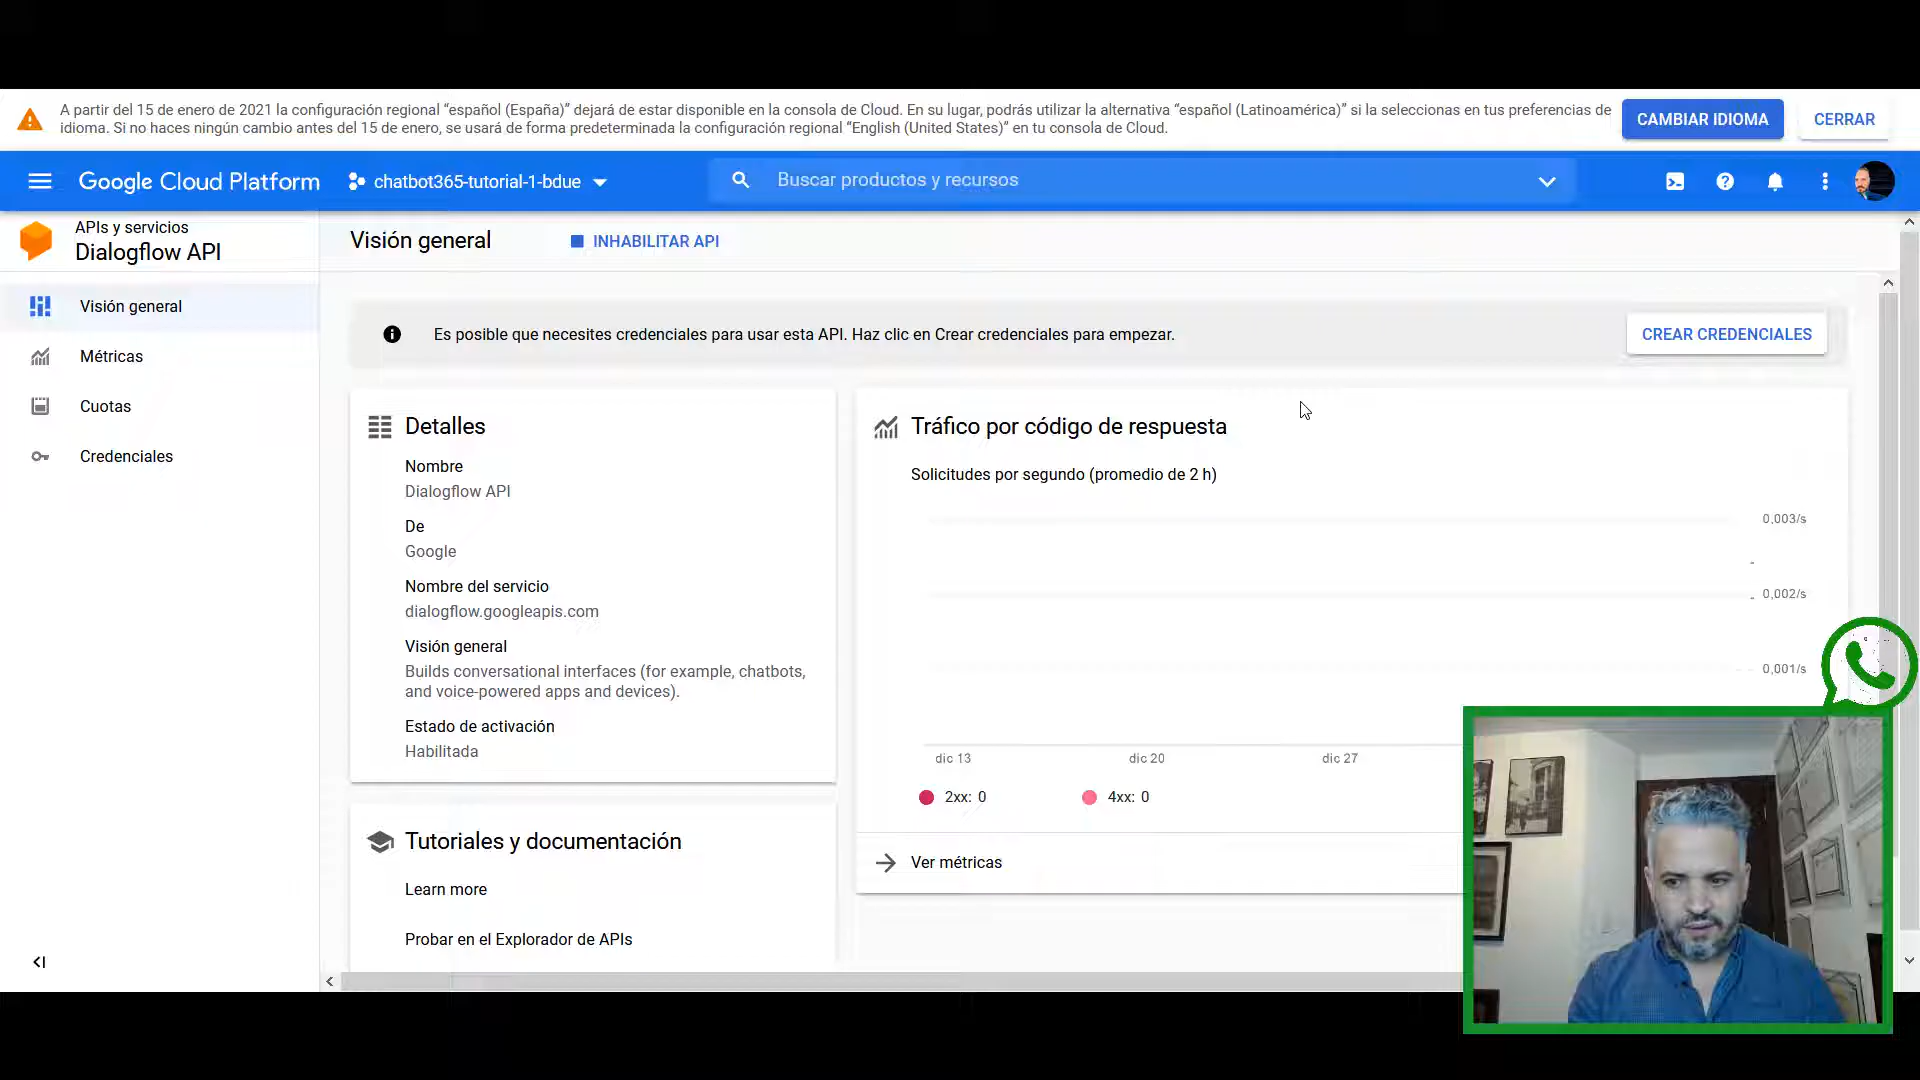 A partir del 15 de enero de 2021 la configuración regional “español (España)” dejará de estar disponible en la consola de Cloud. En su lugar, podrás utilizar la alternativa “español (Latinoamérica)” si la seleccionas en tus preferencias de
idioma. Si no haces ningún cambio antes del 15 de enero, se usará de forma predeterminada la configuración regional “English (United States)” en tu consola de Cloud.
CAMBIAR IDIOMA
CERRAR
Google Cloud Platform
chatbot365-tutorial-1-bdue
Buscar productos y recursos
APIs y servicios
Dialogflow API
Visión general
INHABILITAR API
Visión general
Métricas
Cuotas
Credenciales
Es posible que necesites credenciales para usar esta API. Haz clic en Crear credenciales para empezar.
CREAR CREDENCIALES
Detalles
Nombre
Dialogflow API
De
Google
Nombre del servicio
dialogflow.googleapis.com
Visión general
Builds conversational interfaces (for example, chatbots,
and voice-powered apps and devices).
Estado de activación
Habilitada
Tutoriales y documentación
Learn more
Probar en el Explorador de APIs
Tráfico por código de respuesta
Solicitudes por segundo (promedio de 2 h)
0,003/s
0,002/s
0,001/s
dic 13
dic 20
dic 27
2xx: 0
4xx: 0
Ver métricas